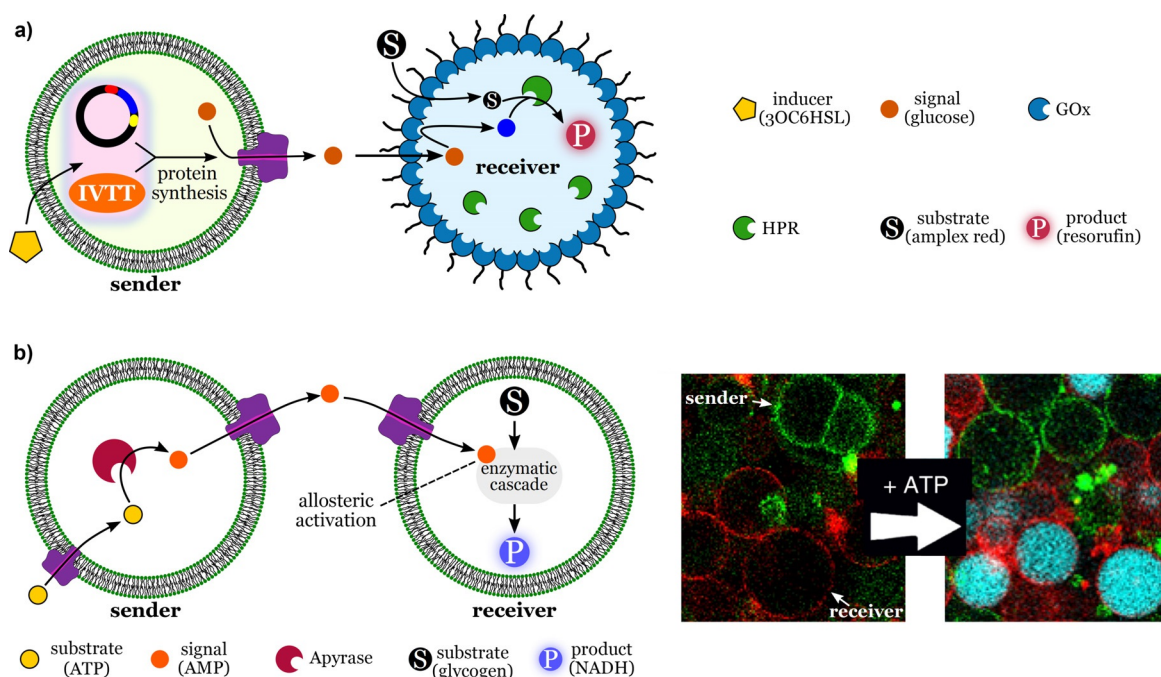 a)
S
S
P
IVTT
protein
synthesis
receiver
sender
inducer
(3OC6HSL)
signal
(glucose)
GOx
HPR
S
substrate
(amplex red)
P
product
(resorufin)
b)
S
enzymatic
cascade
allosteric
activation
P
sender
receiver
sender
+ ATP
receiver
substrate
(ATP)
signal
(AMP)
Apyrase
S
substrate
(glycogen)
P
product
(NADH)